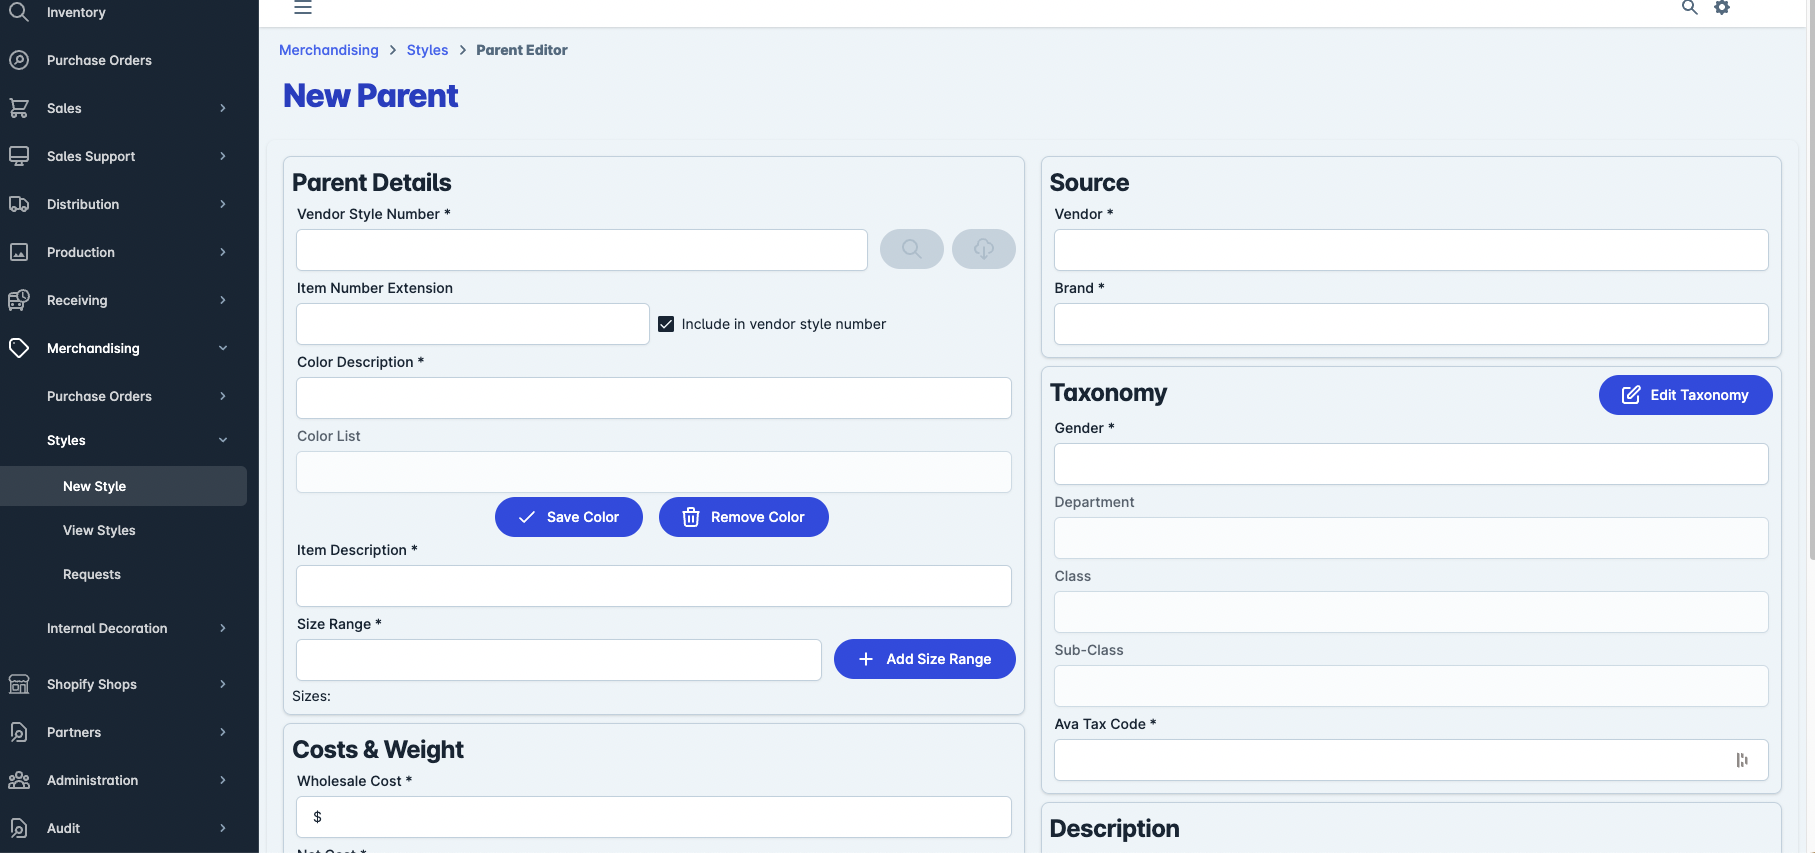 Inventory
Purchase Orders
Sales
Sales Support
Distribution
Production
Receiving
Merchandising
Purchase Orders
Styles
New Style
View Styles
Requests
Internal Decoration
Shopify Shops
Partners
Administration
Audit
Merchandising > Styles > Parent Editor
New Parent
Parent Details
Vendor Style Number *
Item Number Extension
Include in vendor style number
Color Description *
Color List
Save Color
Remove Color
Item Description *
Size Range *
Add Size Range
Sizes:
Costs & Weight
Wholesale Cost *
$
Source
Vendor *
Brand *
Taxonomy
Edit Taxonomy
Gender *
Department
Class
Sub-Class
Ava Tax Code *
Description